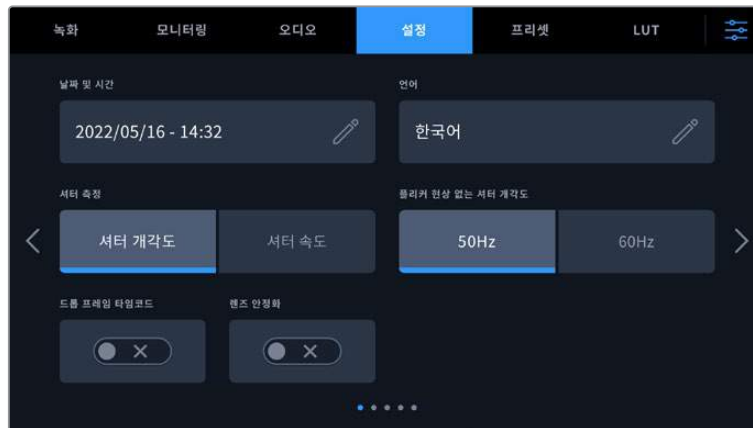 녹화 모니터링 오디오 설정 프리셋 LUT
날짜 및 시간 언어
2022/05/16 - 14:32 한국어
셔터 측정 플리커 현상 없는 셔터 개각도
셔터 개각도 셔터 속도 50Hz 60Hz
드롭 프레임 타임코드 렌즈 안정화